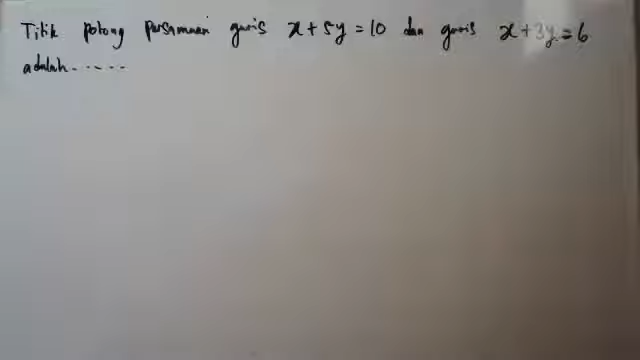 Titik potong persamaan garis x + 5y = 10 dan garis x + 3y = 6
adalah......